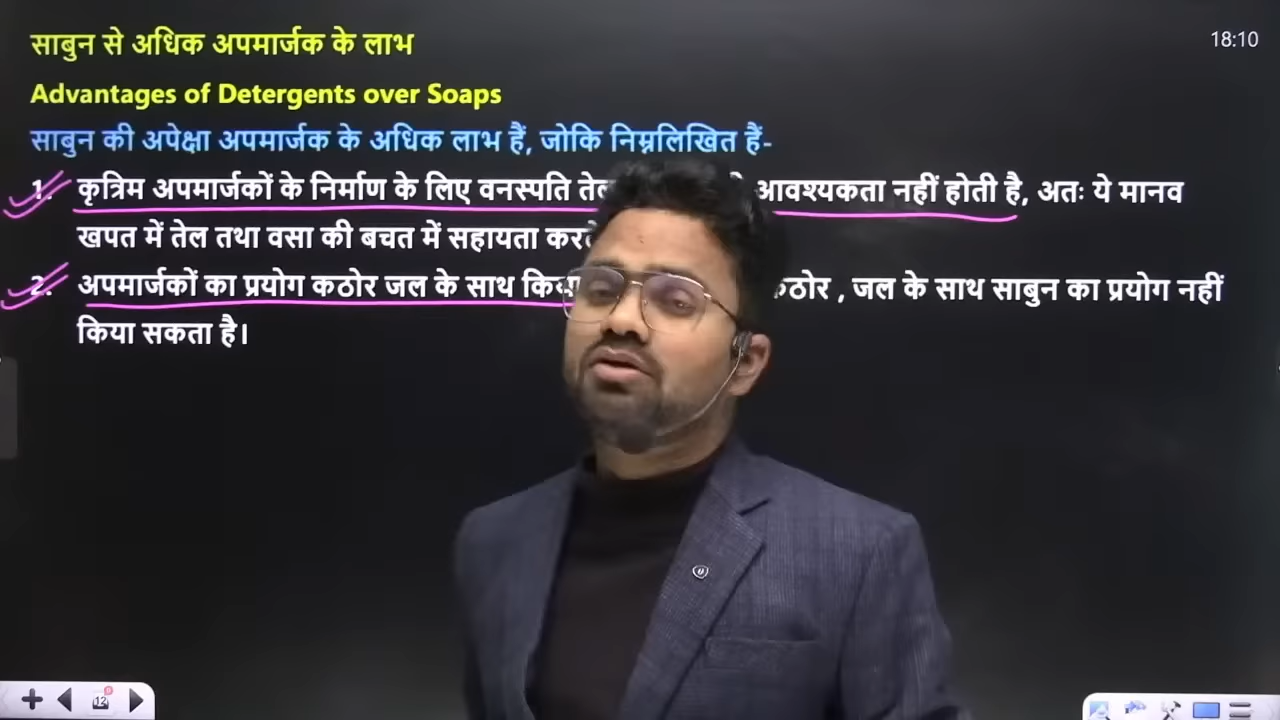 साबुन से अधिक अपमार्जक के लाभ
18:10
Advantages of Detergents over Soaps
साबुन की अपेक्षा अपमार्जक के अधिक लाभ हैं, जोकि निम्नलिखित हैं-
1. कृत्रिम अपमार्जकों के निर्माण के लिए वनस्पति आवश्यकता नहीं होती है, अतः ये मानव
खपत में तेल तथा वसा की बचत में सहायता
2. अपमार्जकों का प्रयोग कठोर जल के साथ कठोर , जल के साथ साबुन का प्रयोग नहीं
किया सकता है।
12